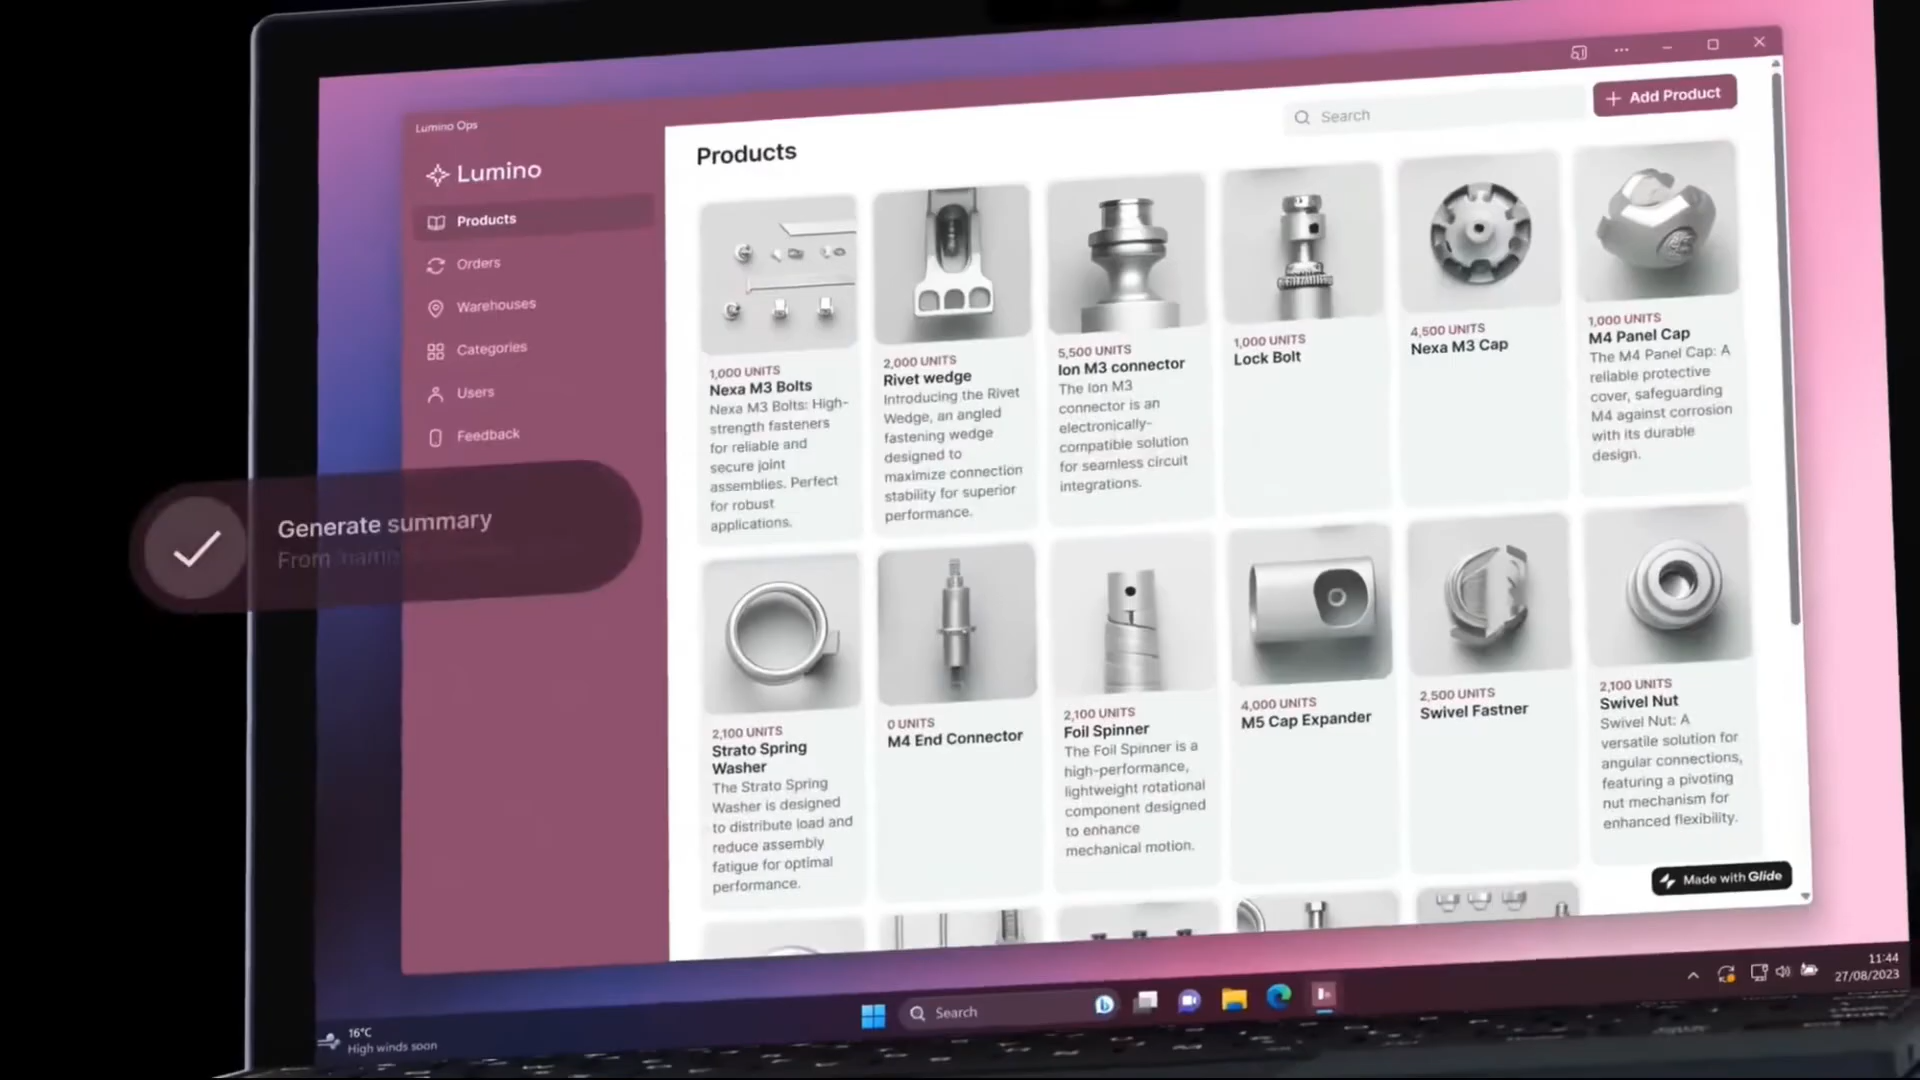 Lumino Ops
Lumino
Products
Orders
Warehouses
Categories
Users
Feedback
Generate summary
From
Products
Search
+ Add Product
1,000 UNITS
Nexa M3 Bolts
Nexa M3 Bolts: High-
strength fasteners
for reliable and
secure joint
assemblies. Perfect
for robust
applications.
2,000 UNITS
Rivet wedge
Introducing the Rivet
Wedge, an angled
fastening wedge
designed to
maximize connection
stability for superior
performance.
5,500 UNITS
Ion M3 connector
The Ion M3
connector is an
electronically-
compatible solution
for seamless circuit
integrations.
1,000 UNITS
Lock Bolt
4,500 UNITS
Nexa M3 Cap
1,000 UNITS
M4 Panel Cap
The M4 Panel Cap: A
reliable protective
cover, safeguarding
M4 against corrosion
with its durable
design.
2,100 UNITS
Strato Spring
Washer
The Strato Spring
Washer is designed
to distribute load and
reduce assembly
fatigue for optimal
performance.
0 UNITS
M4 End Connector
2,100 UNITS
Foil Spinner
The Foil Spinner is a
high-performance,
lightweight rotational
component designed
to enhance
mechanical motion.
4,000 UNITS
M5 Cap Expander
2,500 UNITS
Swivel Fastner
2,100 UNITS
Swivel Nut
Swivel Nut: A
versatile solution for
angular connections,
featuring a pivoting
nut mechanism for
enhanced flexibility.
Made with Glide
16°C
High winds soon
Search
11:44
27/08/2023